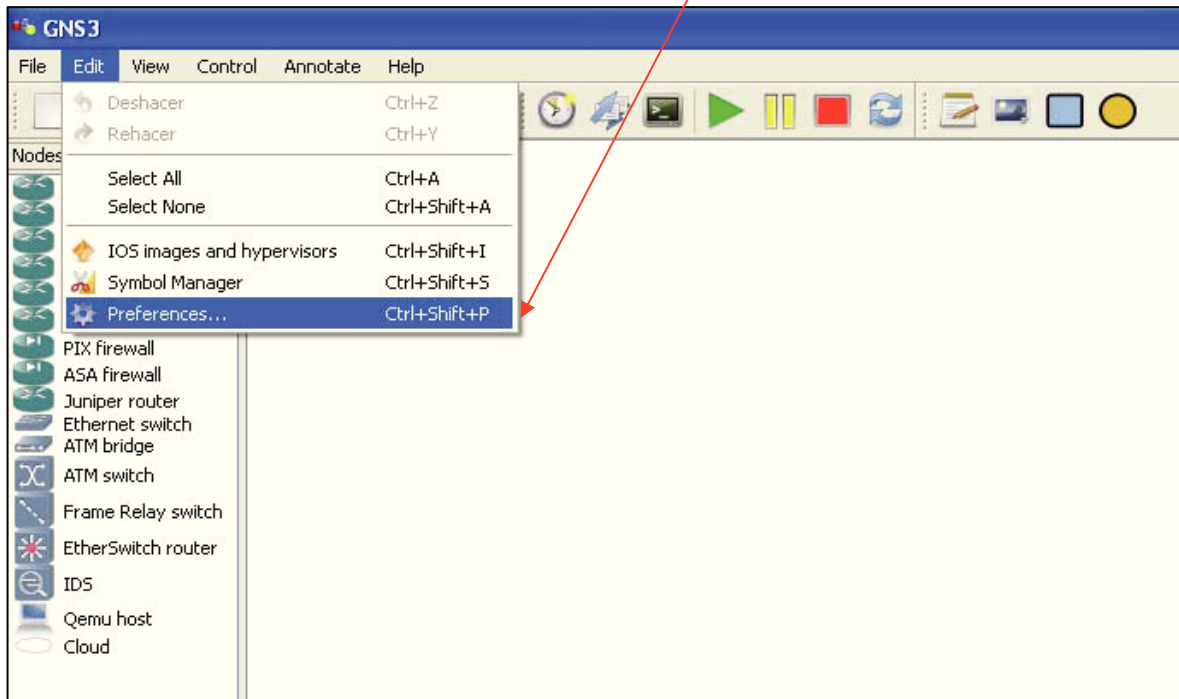 GNS3
File Edit View Control Annotate Help
Deshacer Ctrl+Z
Rehacer Ctrl+Y
Nodes
Select All Ctrl+A
Select None Ctrl+Shift+A
IOS images and hypervisors Ctrl+Shift+I
Symbol Manager Ctrl+Shift+S
Preferences... Ctrl+Shift+P
PIX firewall
ASA firewall
Juniper router
Ethernet switch
ATM bridge
ATM switch
Frame Relay switch
EtherSwitch router
IDS
Qemu host
Cloud